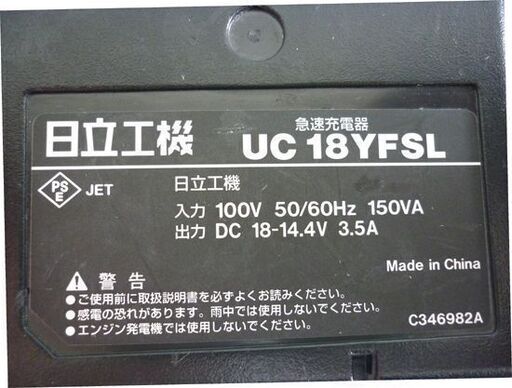 日立工機
急速充電器
UC 18YFSL
PS
E
JET
日立工機
入力 100V 50/60Hz 150VA
出力 DC 18-14.4V 3.5A
Made in China
警告
●ご使用前に取扱説明書を必ずよくお読みください。
●感電の恐れがあります。雨中では使用しないでください。
●エンジン発電機では使用しないでください。
C346982A